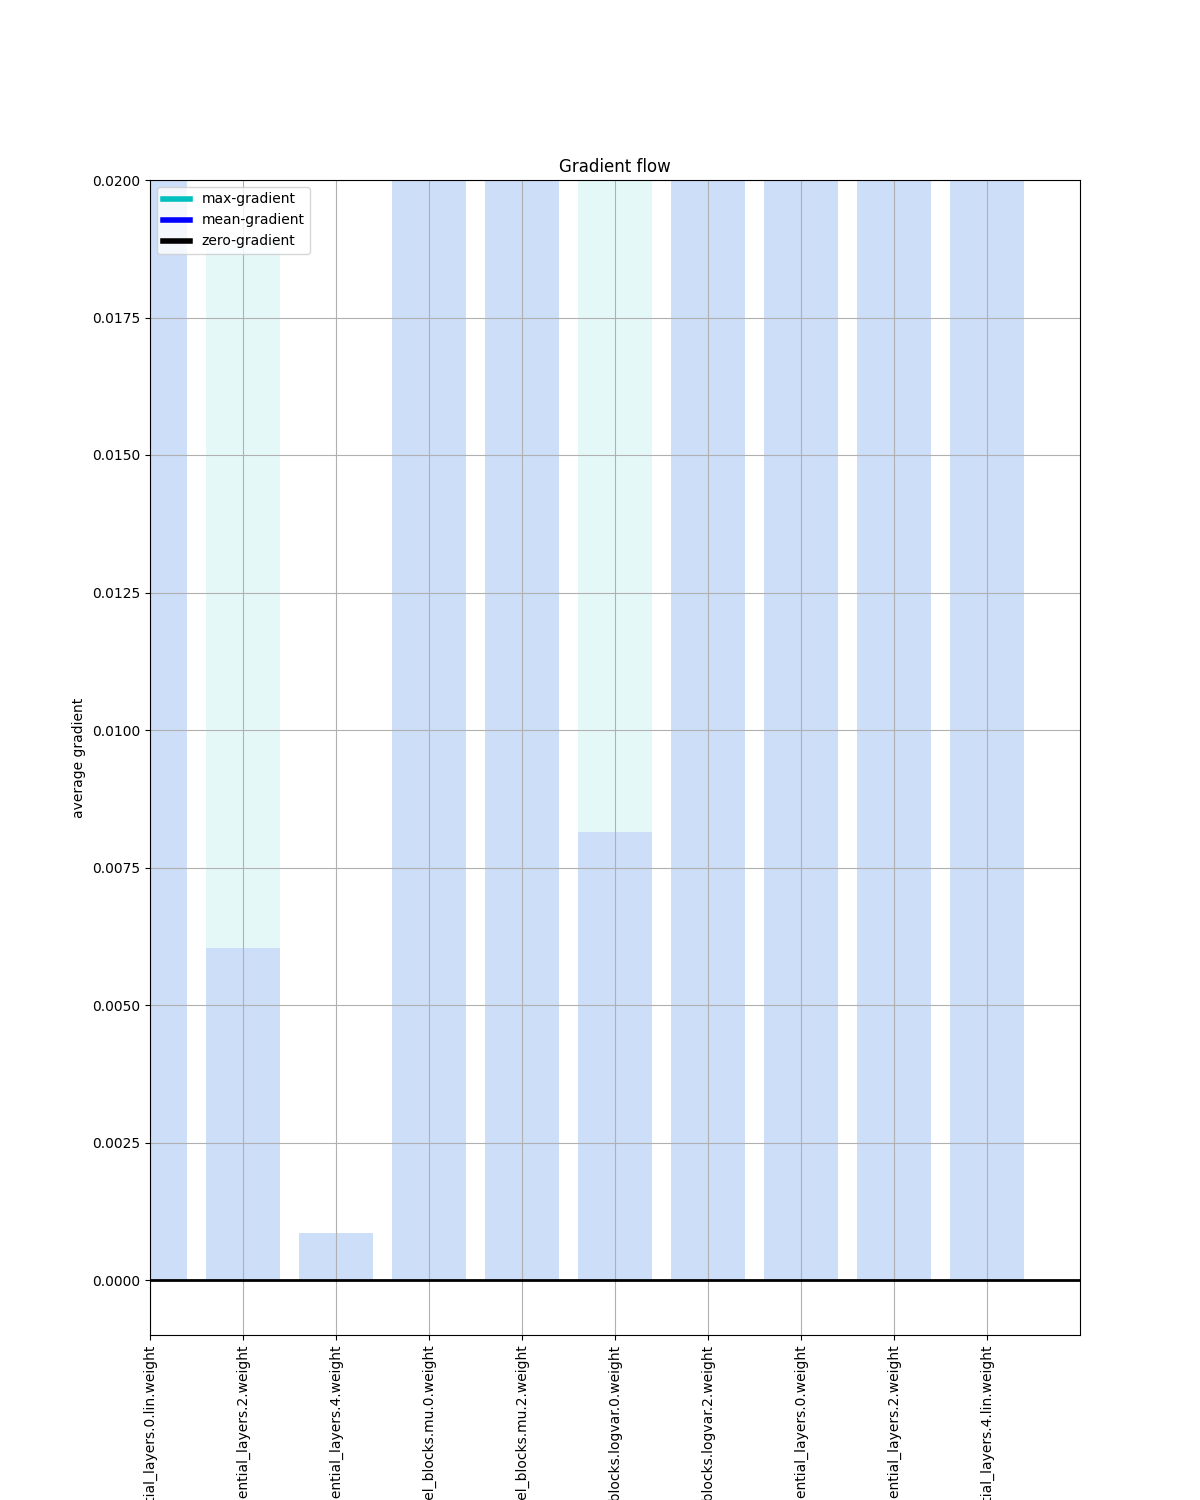 Gradient flow
max-gradient
mean-gradient
zero-gradient
0.0200
0.0175
0.0150
0.0125
0.0100
0.0075
0.0050
0.0025
0.0000
average gradient
tial_layers.0.lin.weight
ential_layers.2.weight
ential_layers.4.weight
el_blocks.mu.0.weight
el_blocks.mu.2.weight
blocks.logvar.0.weight
blocks.logvar.2.weight
ential_layers.0.weight
ential_layers.2.weight
tial_layers.4.lin.weight